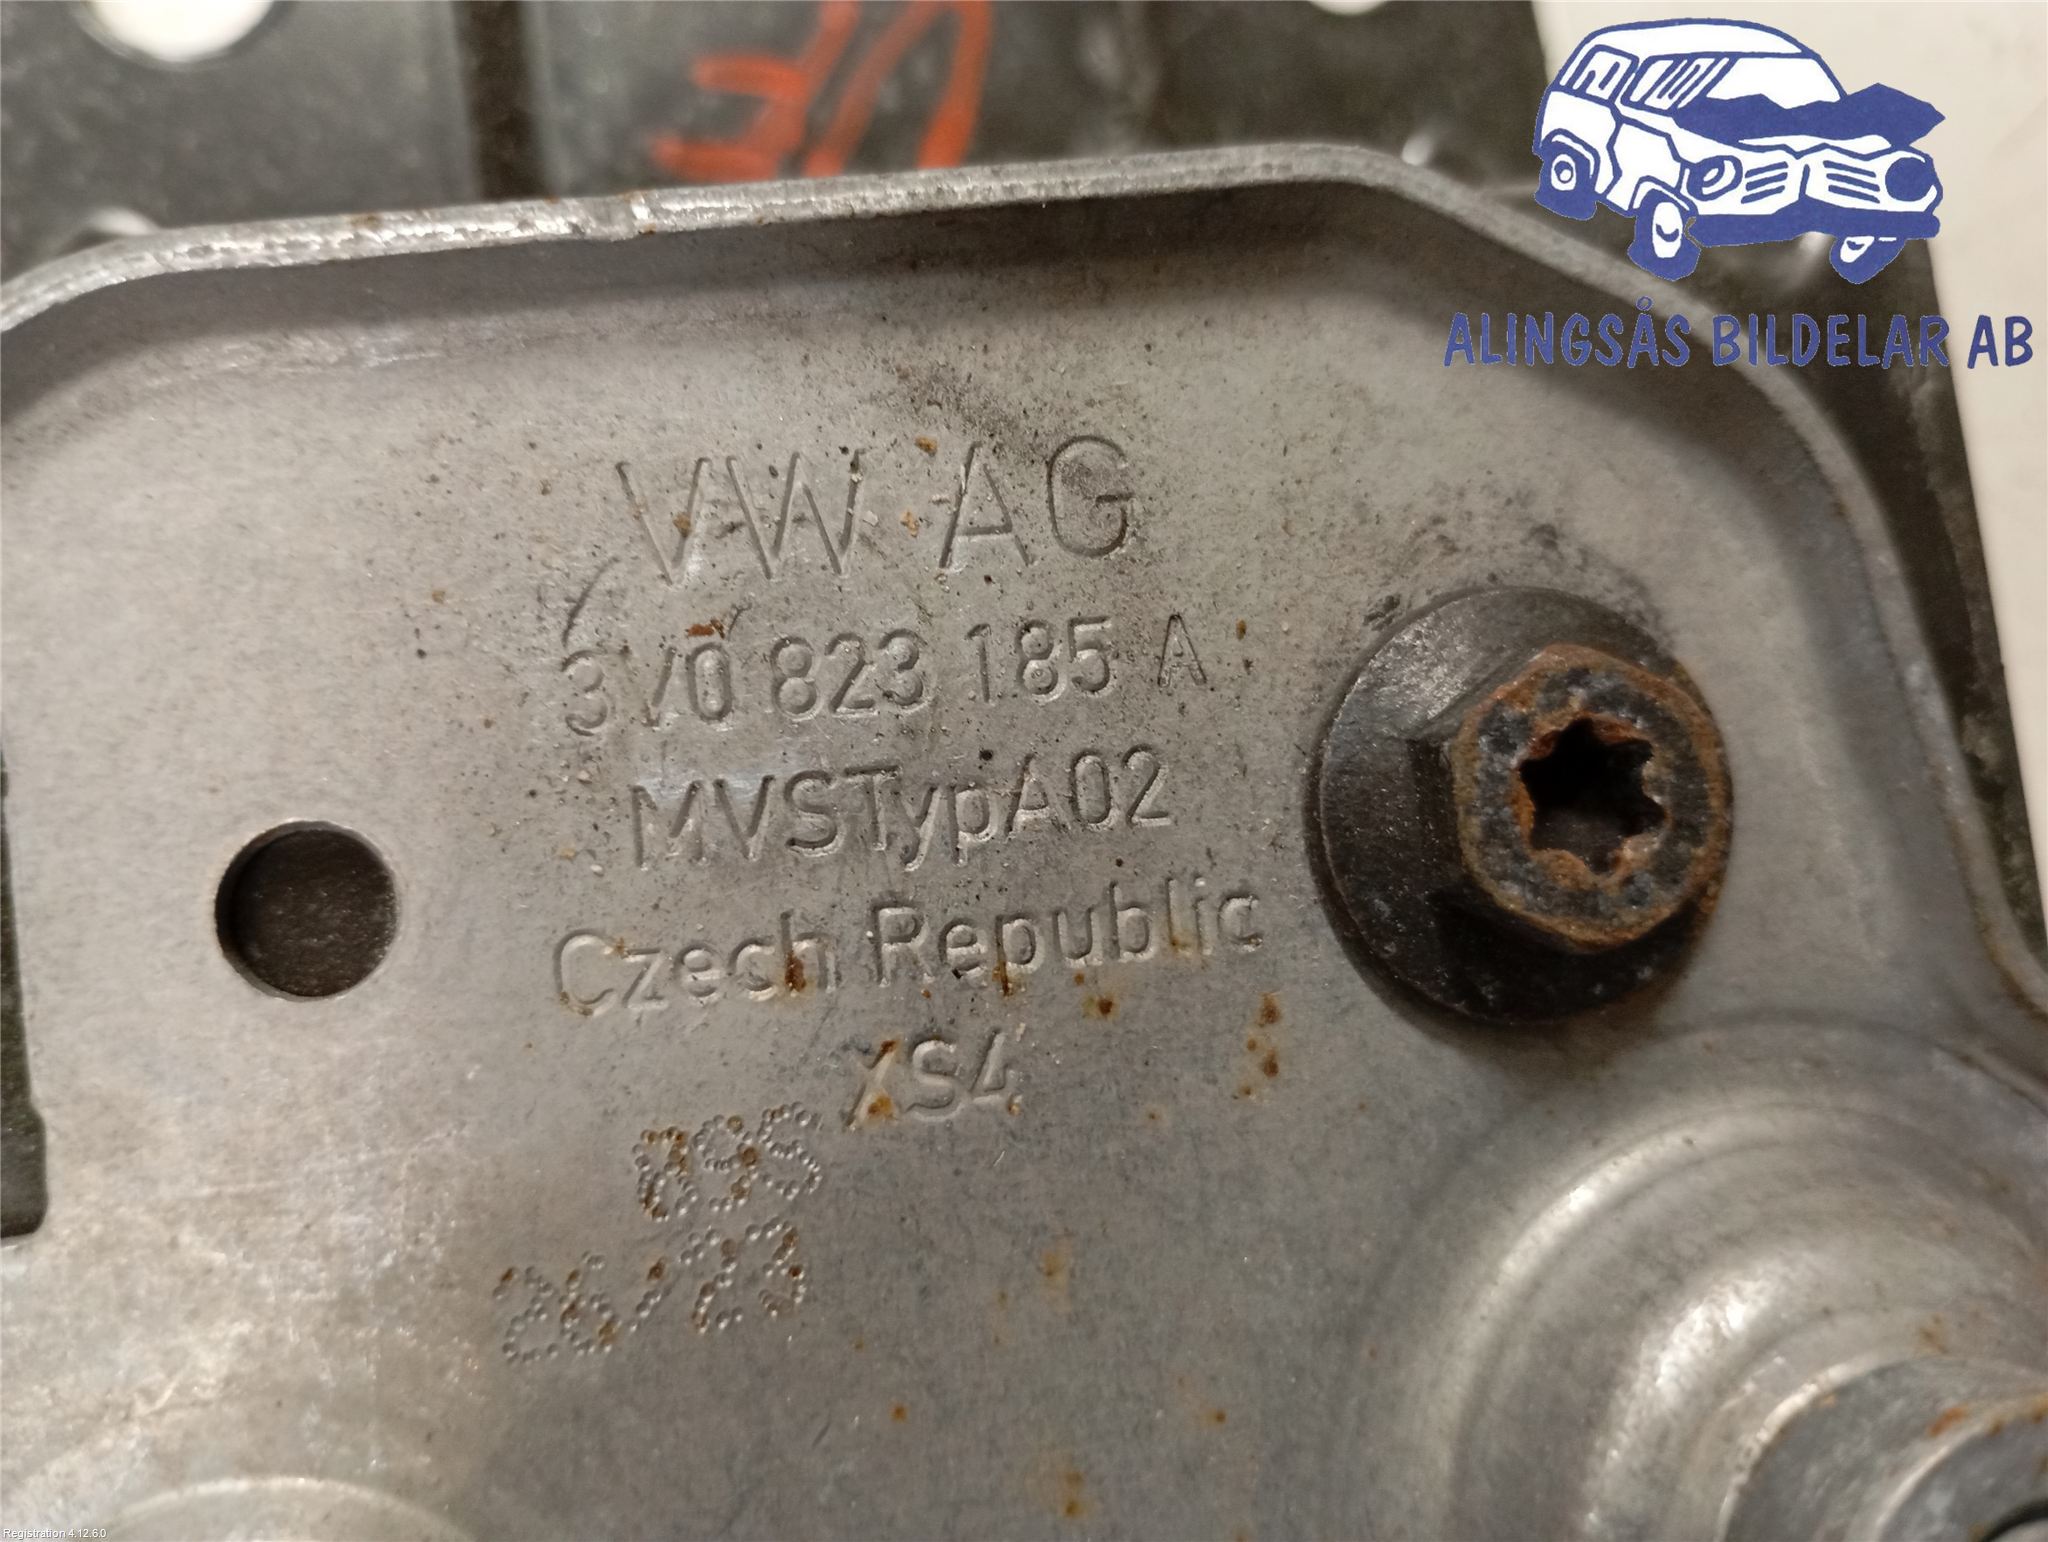 ALINGSÅS BILDELAR AB
VW AG
3V0 823 185 A
MVSTypA02
Czech Republic
XS4
26/23
Registration 4.12.6.0